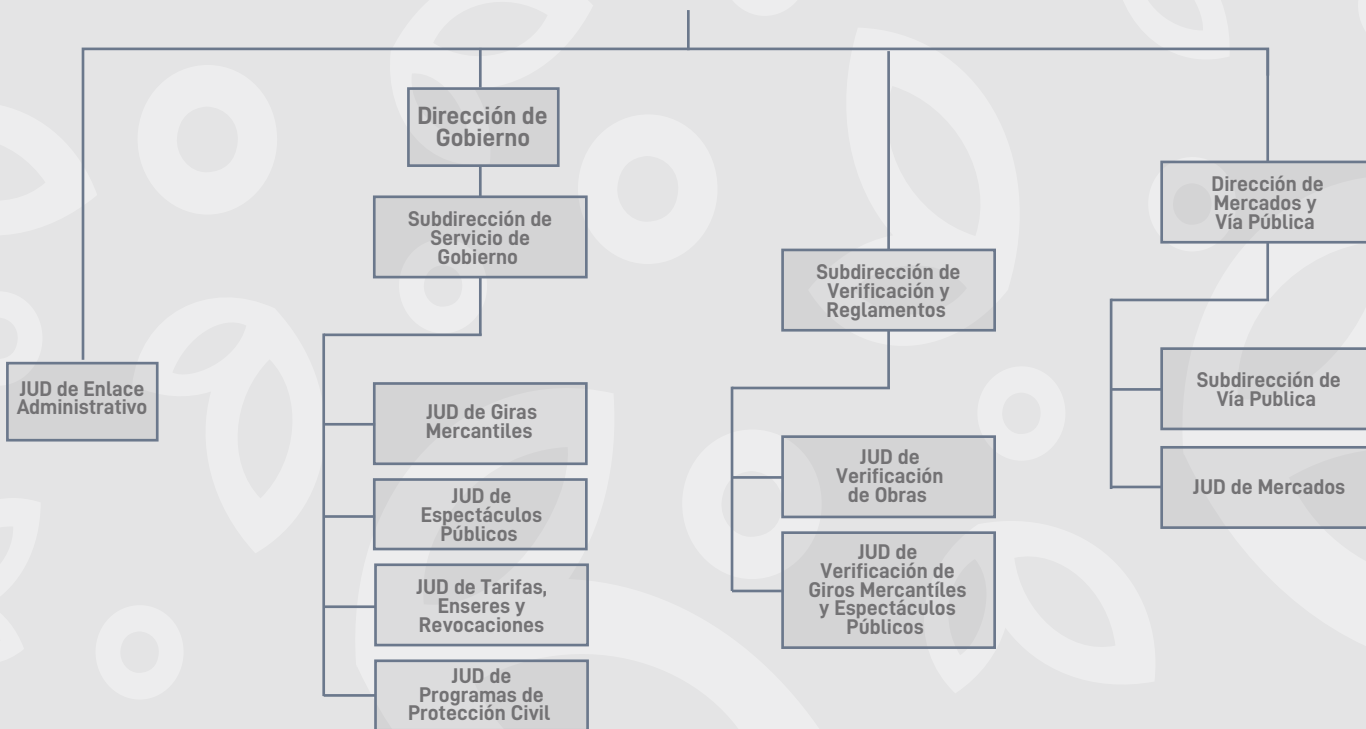 Dirección de
Gobierno
Subdirección de
Servicio de
Gobierno
JUD de Enlace
Administrativo
JUD de Giras
Mercantiles
JUD de
Espectáculos
Públicos
JUD de Tarifas,
Enseres y
Revocaciones
JUD de
Programas de
Protección Civil
Subdirección de
Verificación y
Reglamentos
JUD de
Verificación
de Obras
JUD de
Verificación de
Giros Mercantíles
y Espectáculos
Públicos
Dirección de
Mercados y
Vía Pública
Subdirección de
Vía Publica
JUD de Mercados